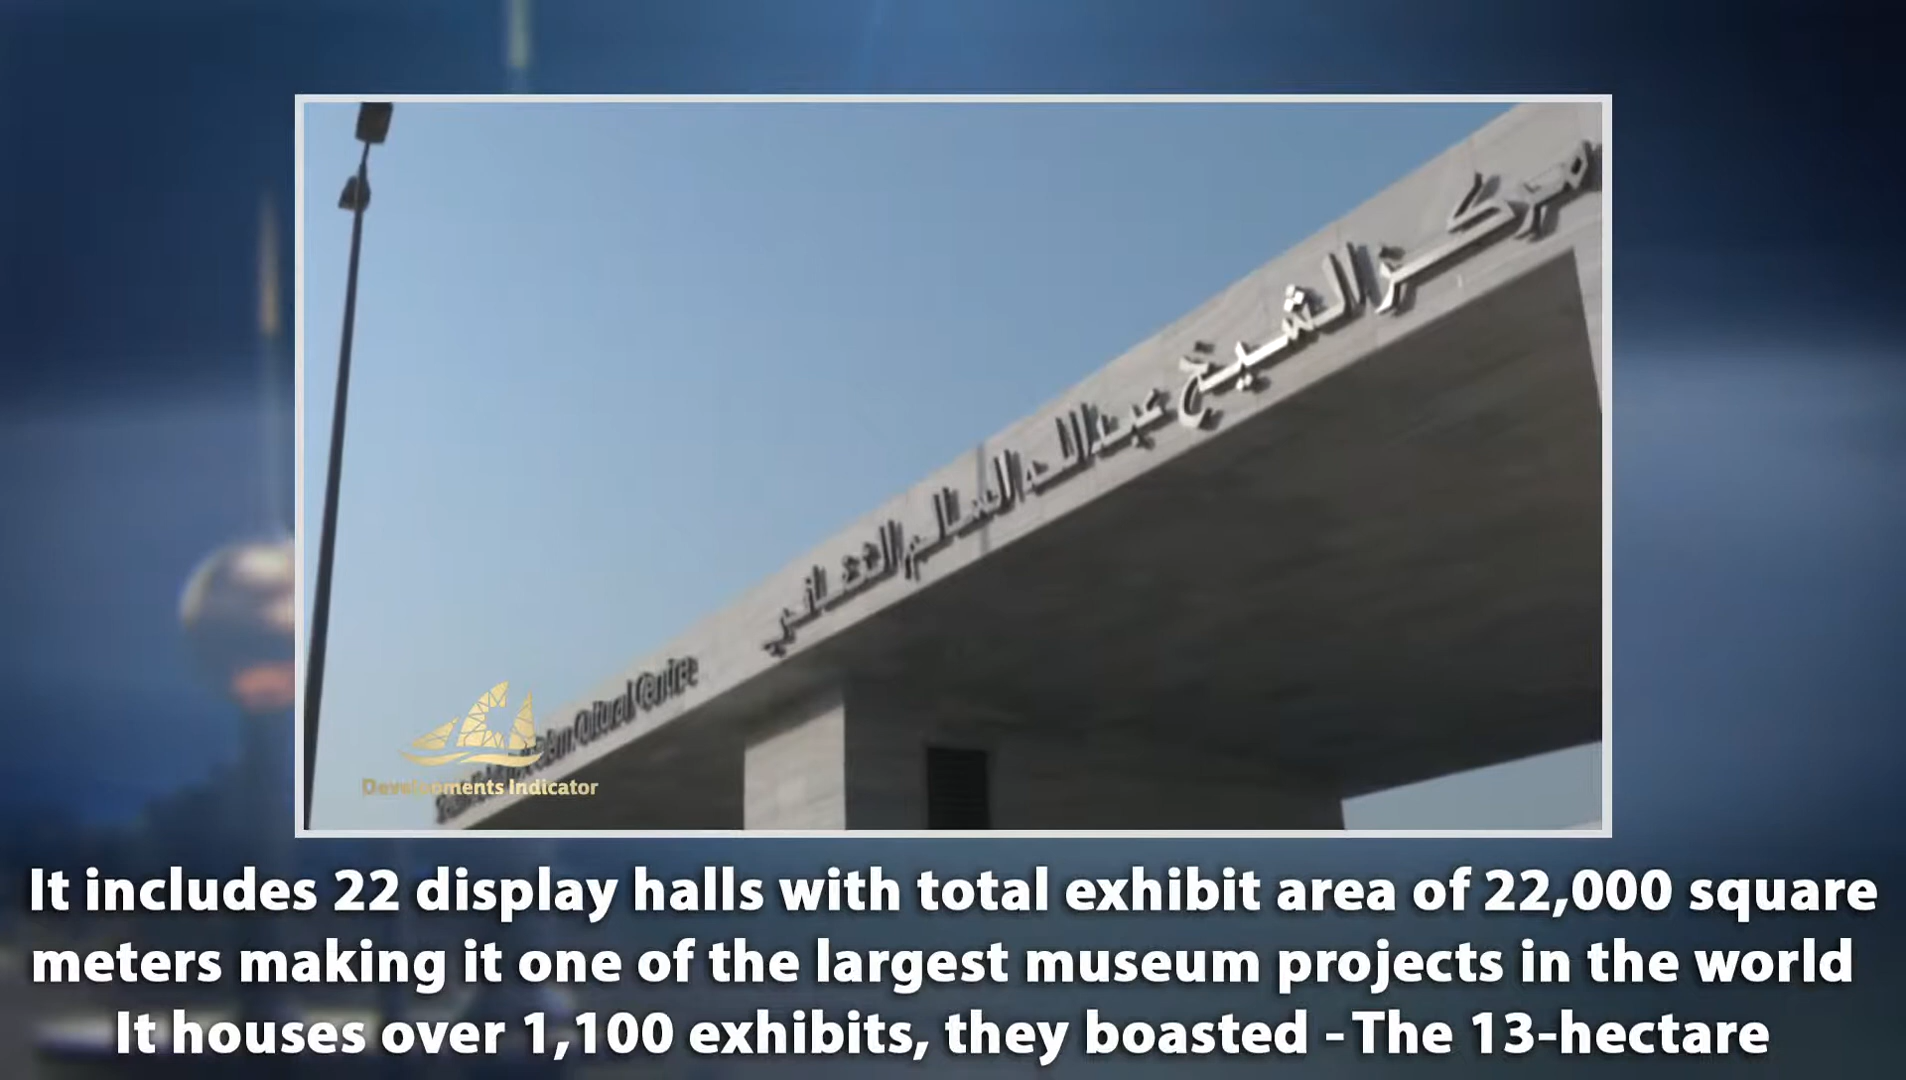 مركز الشيخ عبدالله السالم الثقافي
Cultural Centre
Developments Indicator
It includes 22 display halls with total exhibit area of 22,000 square
meters making it one of the largest museum projects in the world
It houses over 1,100 exhibits, they boasted - The 13-hectare